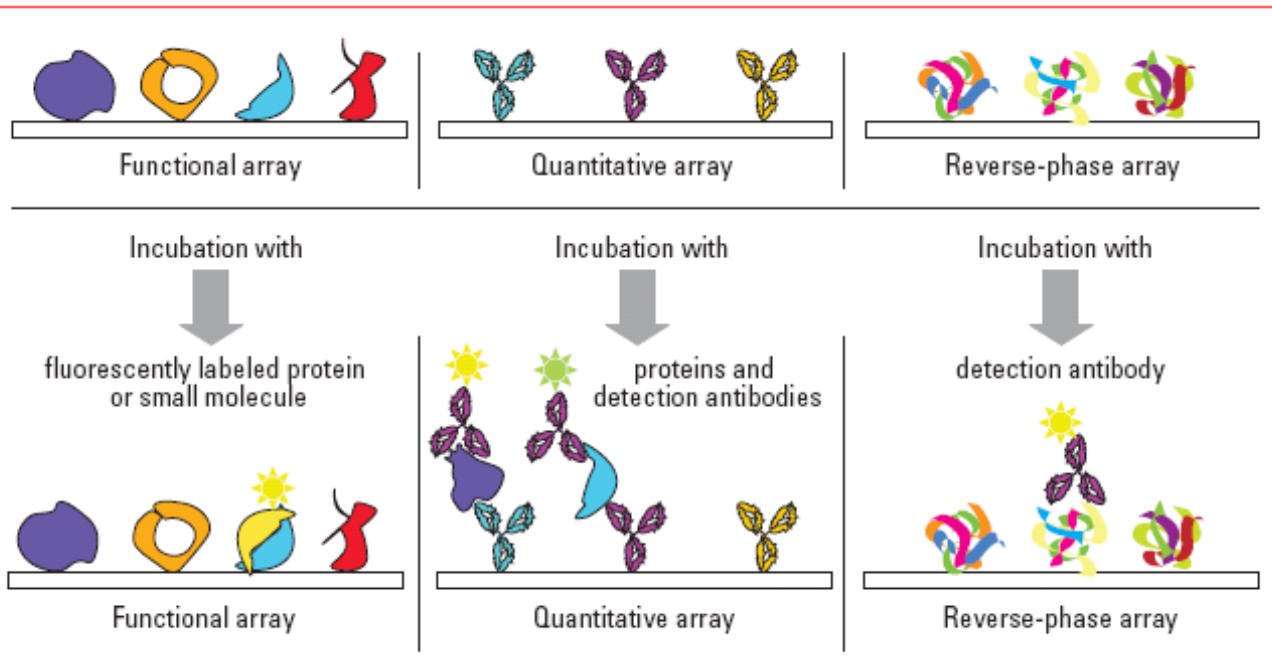 Functional array
Quantitative array
Reverse-phase array
Incubation with
Incubation with
Incubation with
fluorescently labeled protein
or small molecule
proteins and
detection antibodies
detection antibody
Functional array
Quantitative array
Reverse-phase array